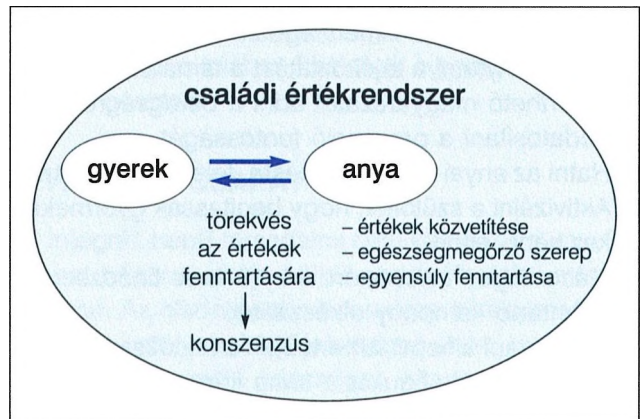 családi értékrendszer
gyerek
anya
törekvés
az értékek
fenntartására
konszenzus
– értékek közvetítése
– egészségmegőrző szerep
– egyensúly fenntartása